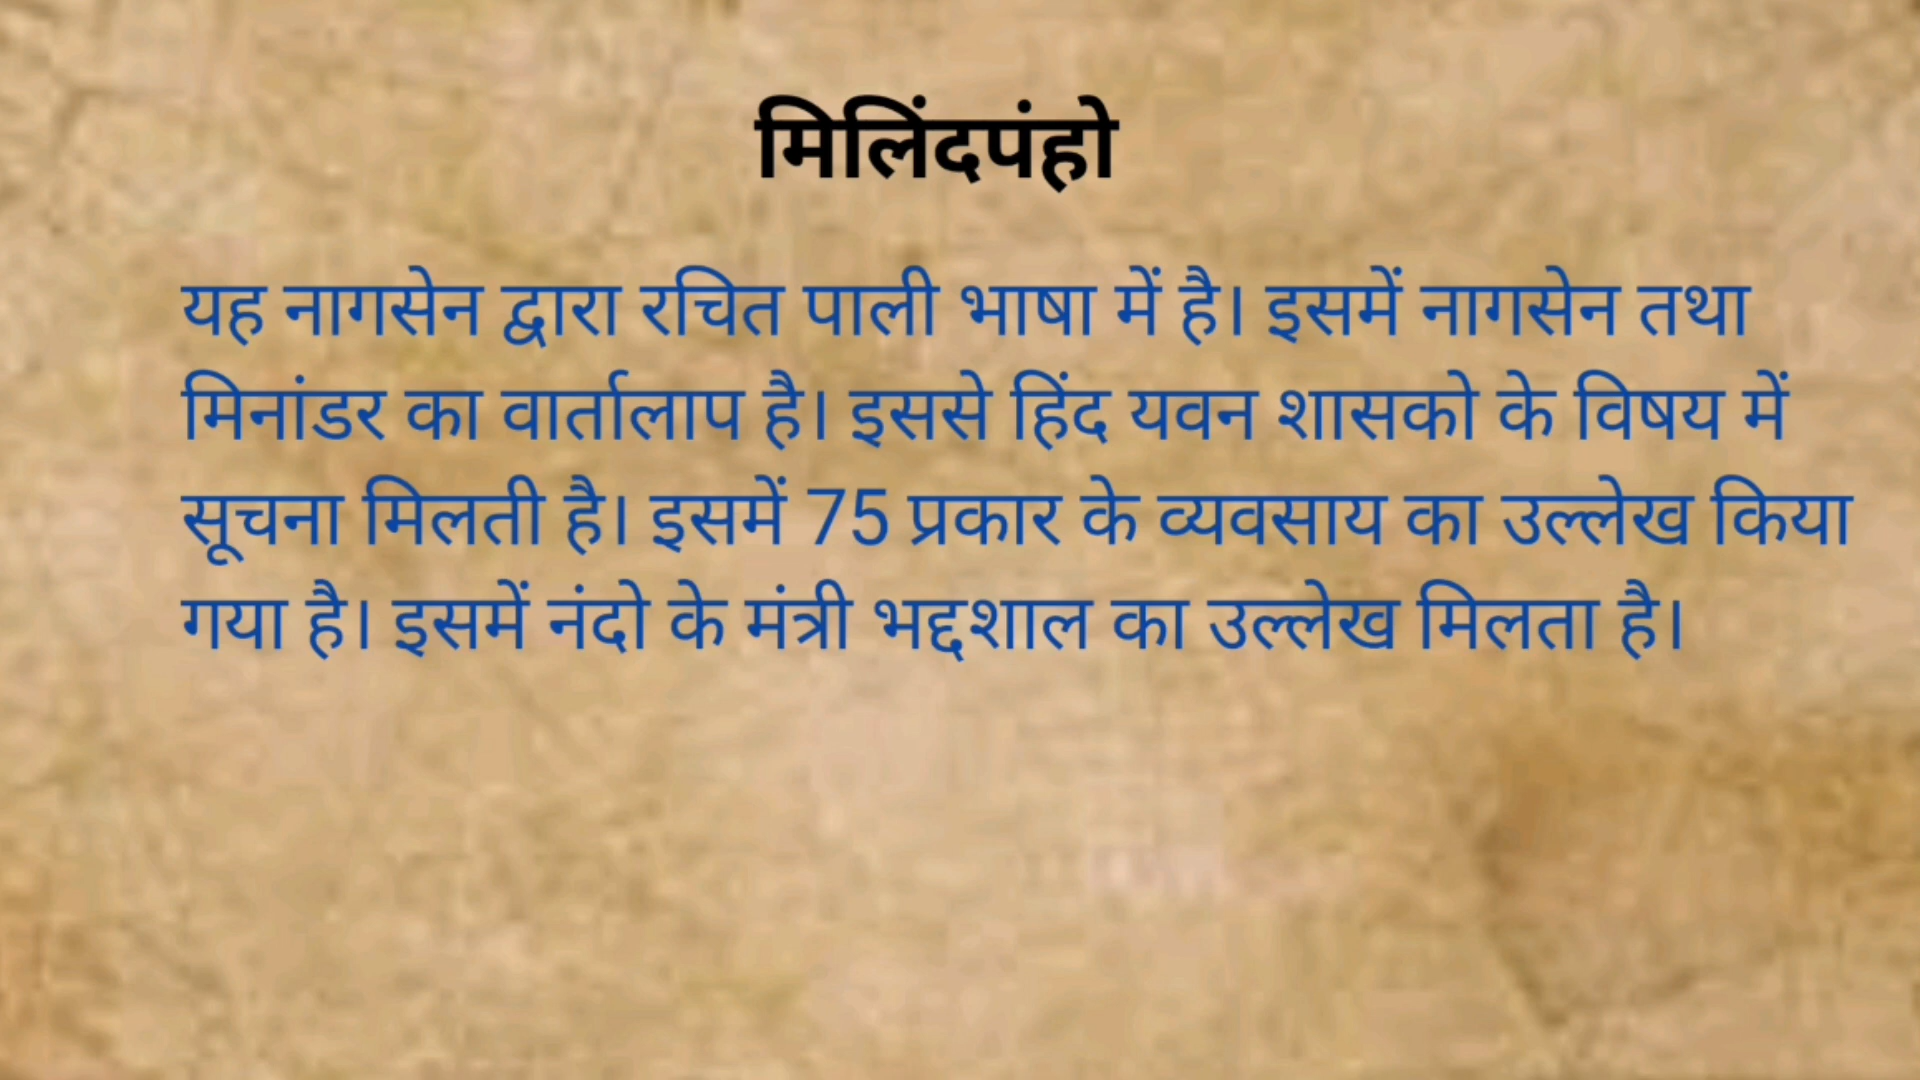 मिलिंदपंहो
यह नागसेन द्वारा रचित पाली भाषा में है। इसमें नागसेन तथा
मिनांडर का वार्तालाप है। इससे हिंद यवन शासको के विषय में
सूचना मिलती है। इसमें 75 प्रकार के व्यवसाय का उल्लेख किया
गया है। इसमें नंदो के मंत्री भद्दशाल का उल्लेख मिलता है।